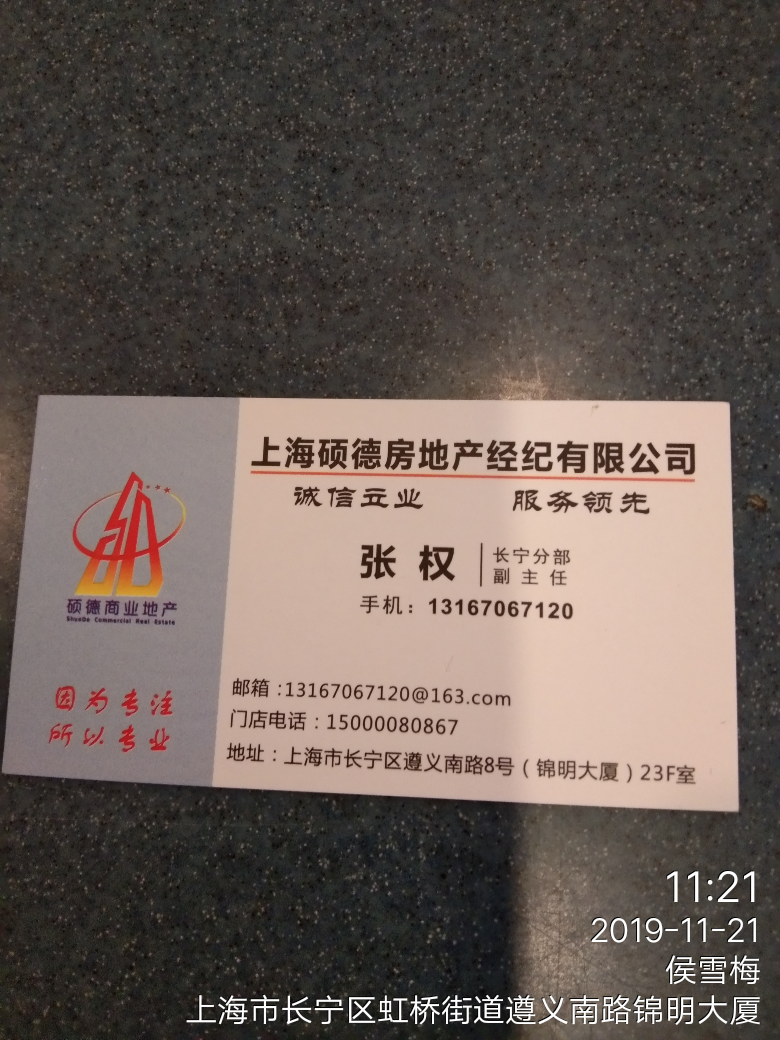 上海硕德房地产经纪有限公司
诚信立业 服务领先
张权 长宁分部
副主任
手机：13167067120
硕德商业地产
ShuoDe Commercial Real Estate
因为专注
所以专业
邮箱:13167067120@163.com
门店电话：15000080867
地址：上海市长宁区遵义南路8号（锦明大厦）23F室
11:21
2019-11-21
侯雪梅
上海市长宁区虹桥街道遵义南路锦明大厦